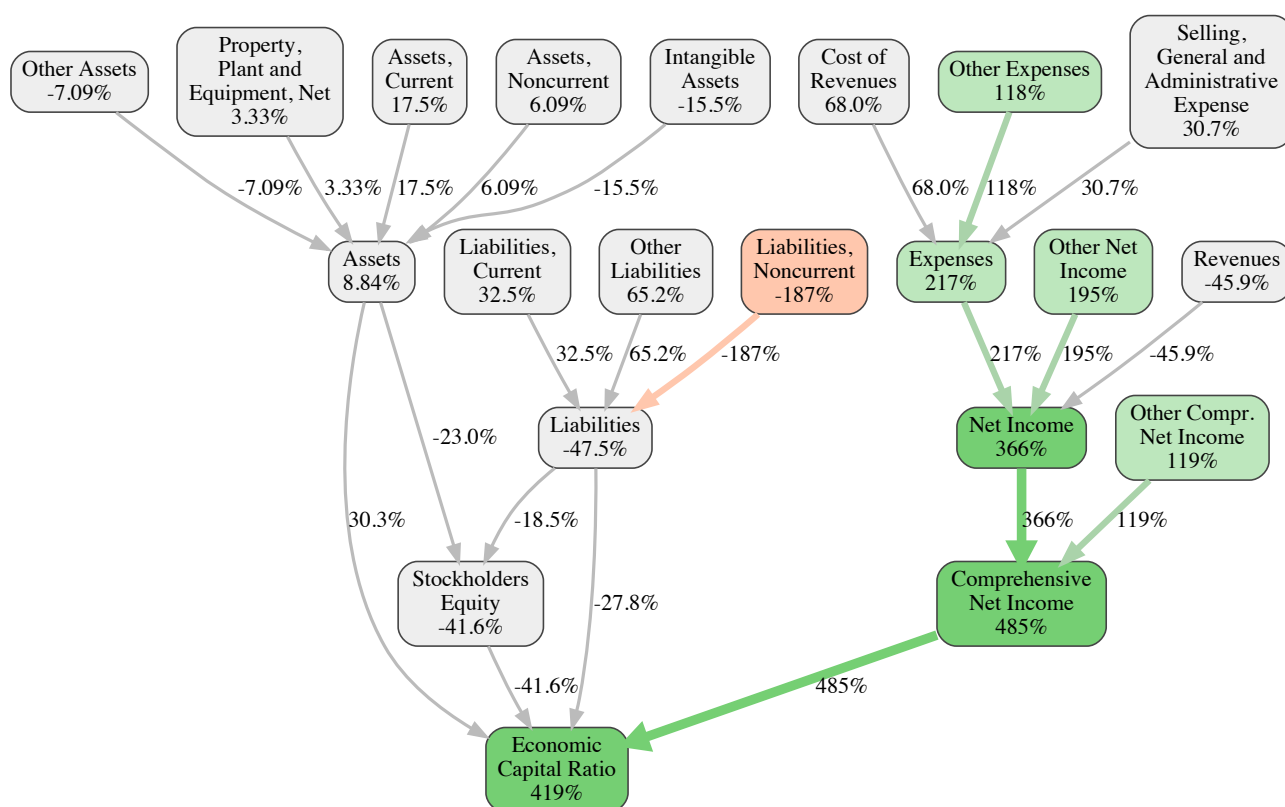 Other Assets
-7.09%
Property,
Plant and
Equipment, Net
3.33%
Assets,
Current
17.5%
Assets,
Noncurrent
6.09%
Intangible
Assets
-15.5%
Cost of
Revenues
68.0%
Other Expenses
118%
Selling,
General and
Administrative
Expense
30.7%
-7.09%
3.33%
17.5%
6.09%
-15.5%
68.0%
118%
30.7%
Assets
8.84%
Liabilities,
Current
32.5%
Other
Liabilities
65.2%
Liabilities,
Noncurrent
-187%
Expenses
217%
Other Net
Income
195%
Revenues
-45.9%
32.5%
65.2%
-187%
217%
195%
-45.9%
-23.0%
Liabilities
-47.5%
Net Income
366%
Other Compr.
Net Income
119%
30.3%
-18.5%
-27.8%
366%
119%
Stockholders
Equity
-41.6%
Comprehensive
Net Income
485%
-41.6%
485%
Economic
Capital Ratio
419%